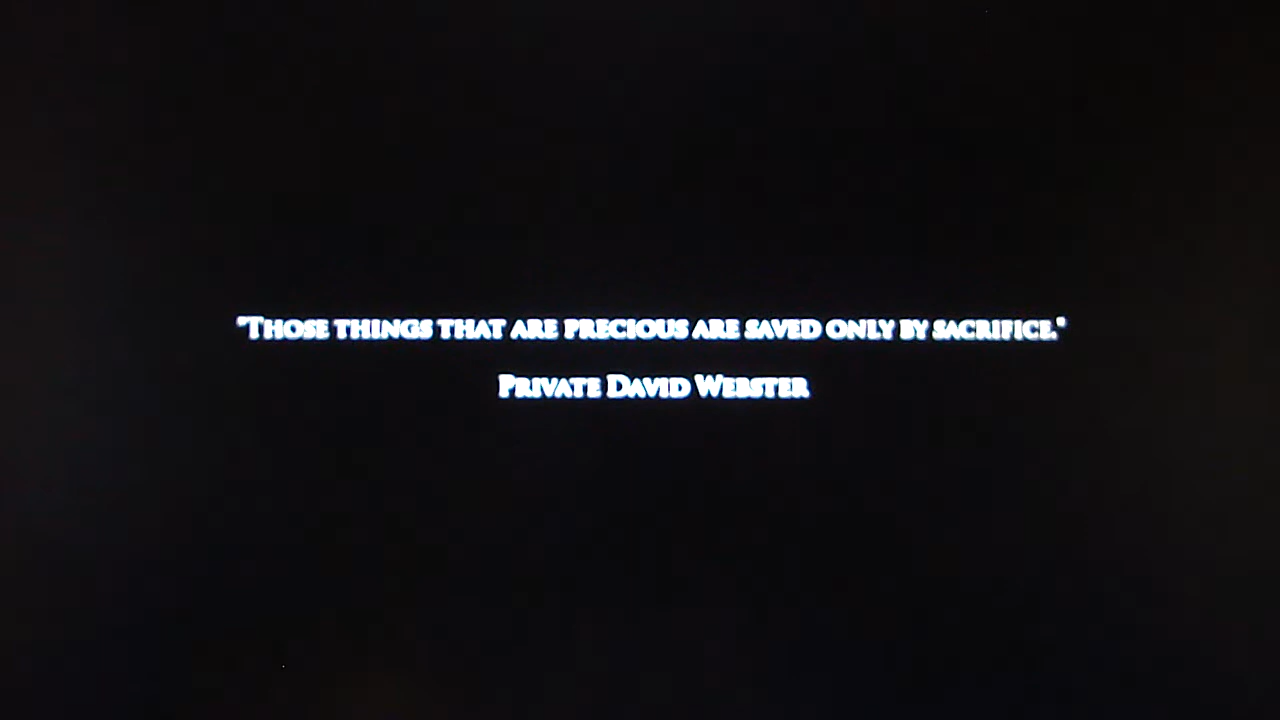 "Those things that are precious are saved only by sacrifice."
Private David Webster